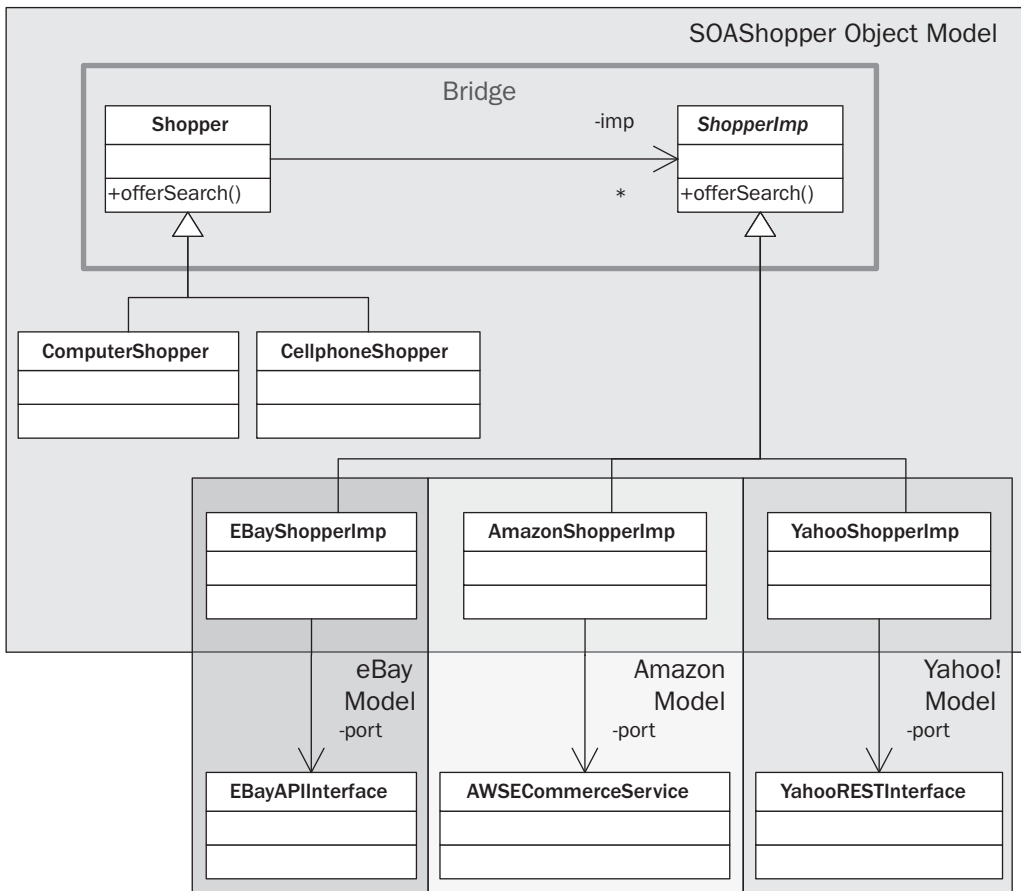 SOAShopper Object Model
Bridge
Shopper
-imp
ShopperImp
+offerSearch()
*
+offerSearch()
ComputerShopper
CellphoneShopper
EBayShopperImp
AmazonShopperImp
YahooShopperImp
eBay
Model
Amazon
Model
Yahoo!
Model
-port
-port
-port
EBayAPIInterface
AWSECommerceService
YahooRESTInterface